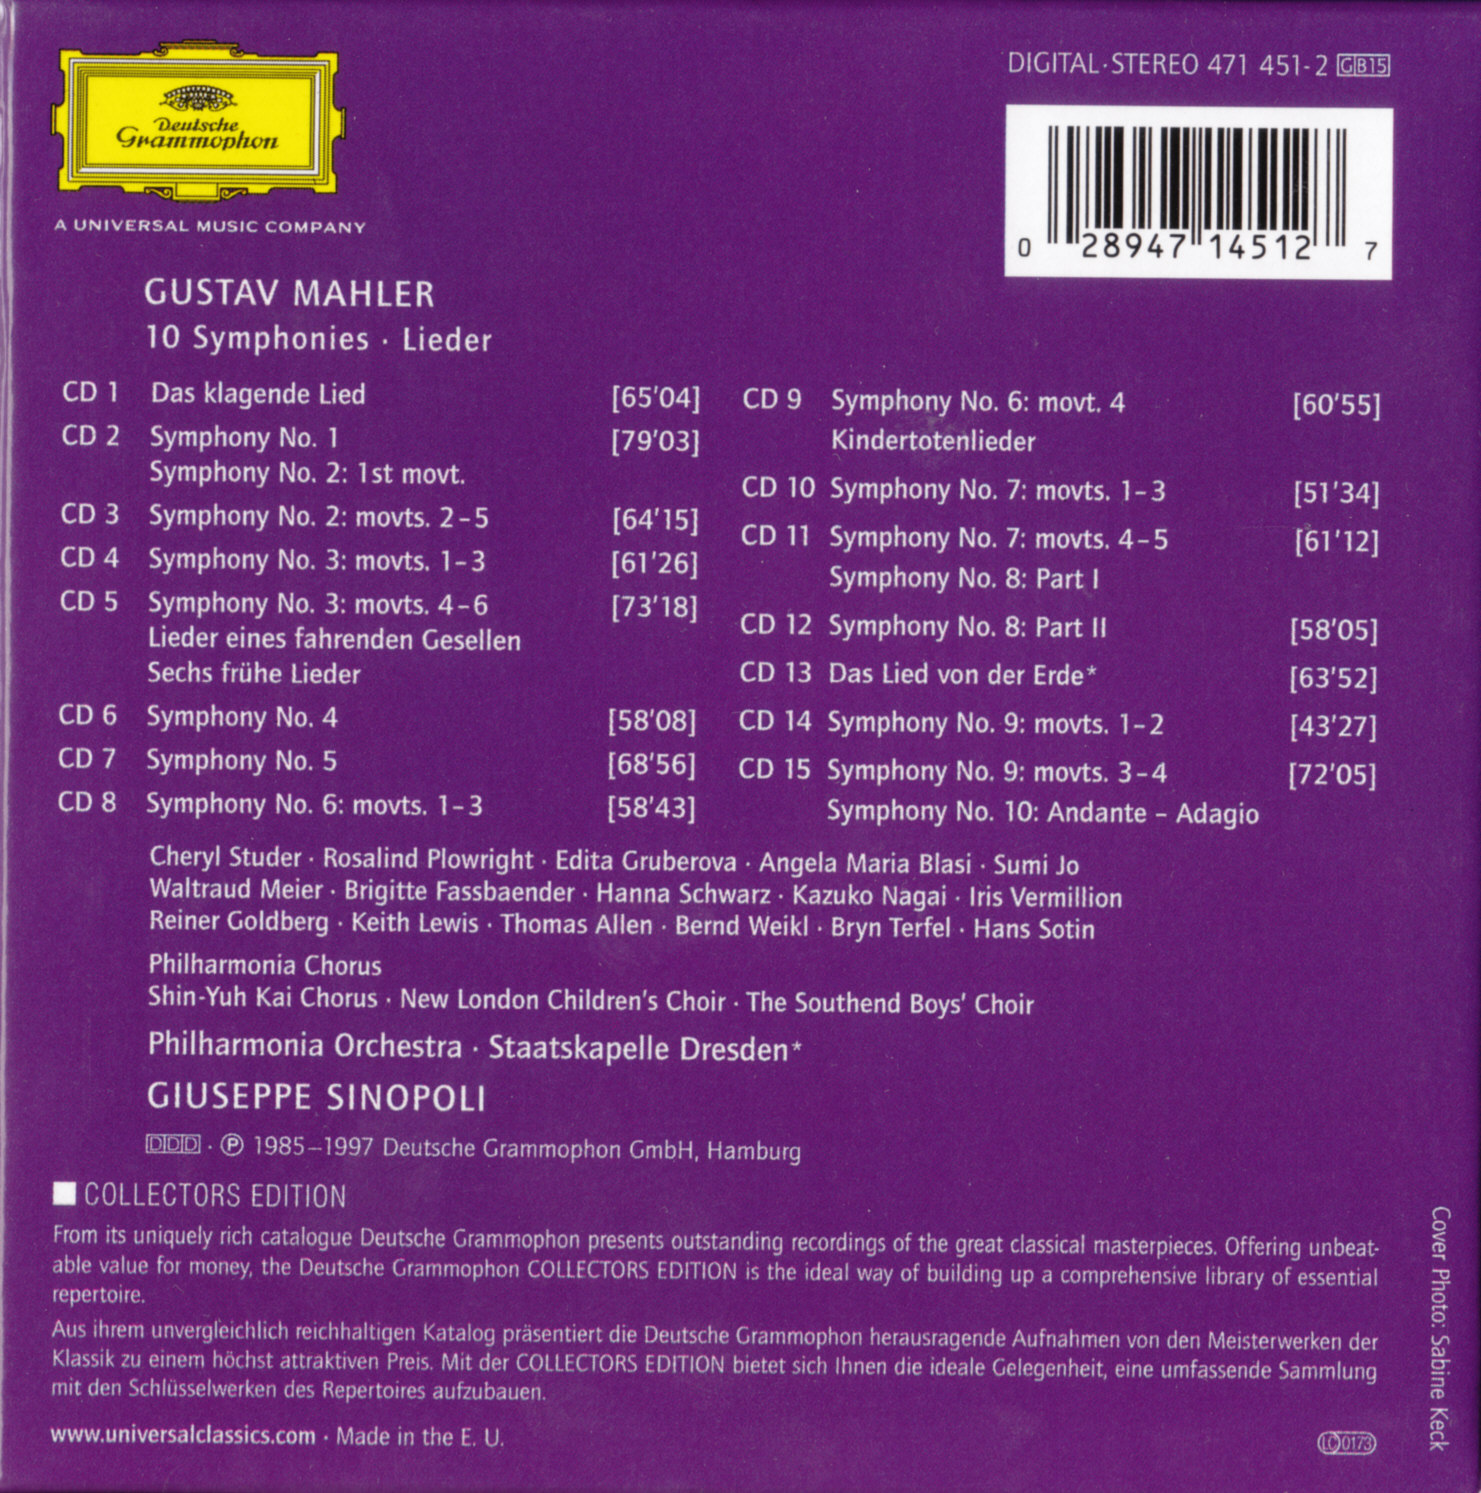 Deutsche
Grammophon
A UNIVERSAL MUSIC COMPANY
DIGITAL·STEREO 471 451-2 GB15
0 28947 14512 7
GUSTAV MAHLER
10 Symphonies · Lieder
CD 1 Das klagende Lied [65'04]
CD 2 Symphony No. 1 [79'03]
Symphony No. 2: 1st movt.
CD 3 Symphony No. 2: movts. 2–5 [64'15]
CD 4 Symphony No. 3: movts. 1–3 [61'26]
CD 5 Symphony No. 3: movts. 4–6 [73'18]
Lieder eines fahrenden Gesellen
Sechs frühe Lieder
CD 6 Symphony No. 4 [58'08]
CD 7 Symphony No. 5 [68'56]
CD 8 Symphony No. 6: movts. 1–3 [58'43]
CD 9 Symphony No. 6: movt. 4 [60'55]
Kindertotenlieder
CD 10 Symphony No. 7: movts. 1–3 [51'34]
CD 11 Symphony No. 7: movts. 4–5 [61'12]
Symphony No. 8: Part I
CD 12 Symphony No. 8: Part II [58'05]
CD 13 Das Lied von der Erde* [63'52]
CD 14 Symphony No. 9: movts. 1–2 [43'27]
CD 15 Symphony No. 9: movts. 3–4 [72'05]
Symphony No. 10: Andante – Adagio
Cheryl Studer · Rosalind Plowright · Edita Gruberova · Angela Maria Blasi · Sumi Jo
Waltraud Meier · Brigitte Fassbaender · Hanna Schwarz · Kazuko Nagai · Iris Vermillion
Reiner Goldberg · Keith Lewis · Thomas Allen · Bernd Weikl · Bryn Terfel · Hans Sotin
Philharmonia Chorus
Shin-Yuh Kai Chorus · New London Children's Choir · The Southend Boys' Choir
Philharmonia Orchestra · Staatskapelle Dresden*
GIUSEPPE SINOPOLI
DDD · ℗ 1985–1997 Deutsche Grammophon GmbH, Hamburg
COLLECTORS EDITION
From its uniquely rich catalogue Deutsche Grammophon presents outstanding recordings of the great classical masterpieces. Offering unbeat-
able value for money, the Deutsche Grammophon COLLECTORS EDITION is the ideal way of building up a comprehensive library of essential
repertoire.
Aus ihrem unvergleichlich reichhaltigen Katalog präsentiert die Deutsche Grammophon herausragende Aufnahmen von den Meisterwerken der
Klassik zu einem höchst attraktiven Preis. Mit der COLLECTORS EDITION bietet sich Ihnen die ideale Gelegenheit, eine umfassende Sammlung
mit den Schlüsselwerken des Repertoires aufzubauen.
www.universalclassics.com · Made in the E. U.
LC 0173
Cover Photo: Sabine Keck